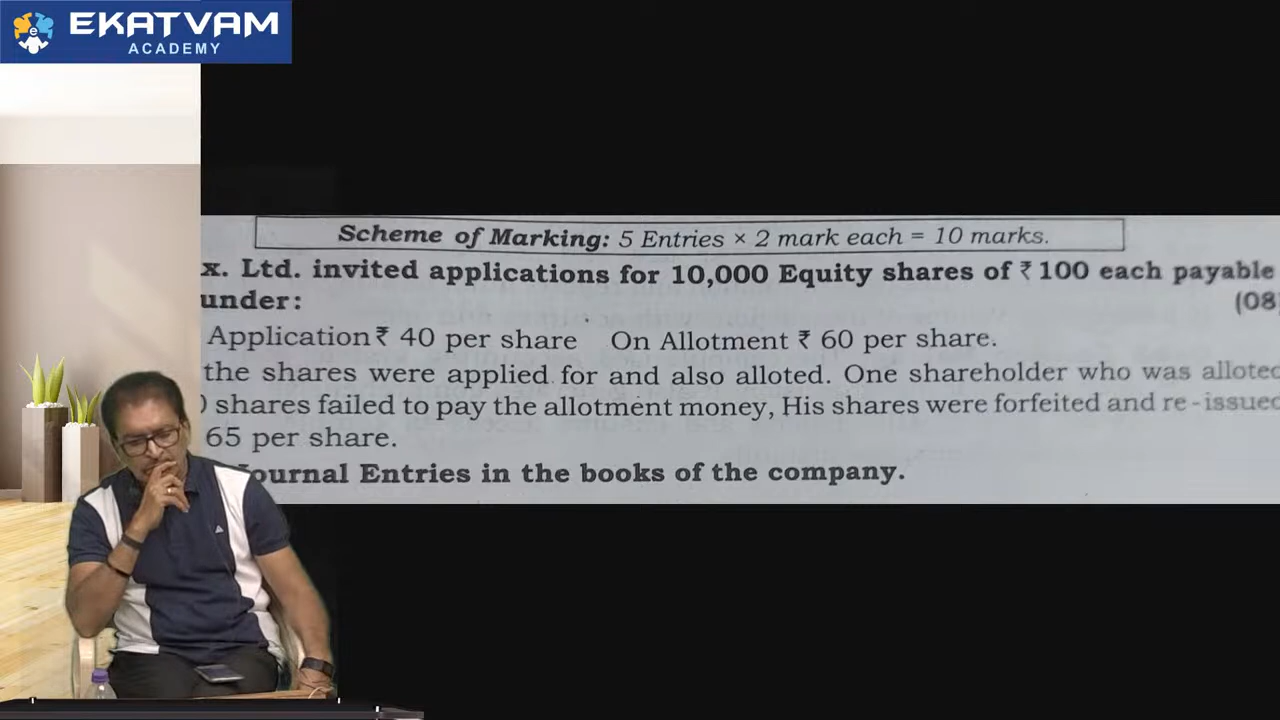 EKATVAM
ACADEMY
Scheme of Marking: 5 Entries × 2 mark each = 10 marks.
x. Ltd. invited applications for 10,000 Equity shares of ₹ 100 each payable
under: (08
Application ₹ 40 per share On Allotment ₹ 60 per share.
the shares were applied for and also alloted. One shareholder who was alloted
shares failed to pay the allotment money, His shares were forfeited and re-issued
65 per share.
Journal Entries in the books of the company.